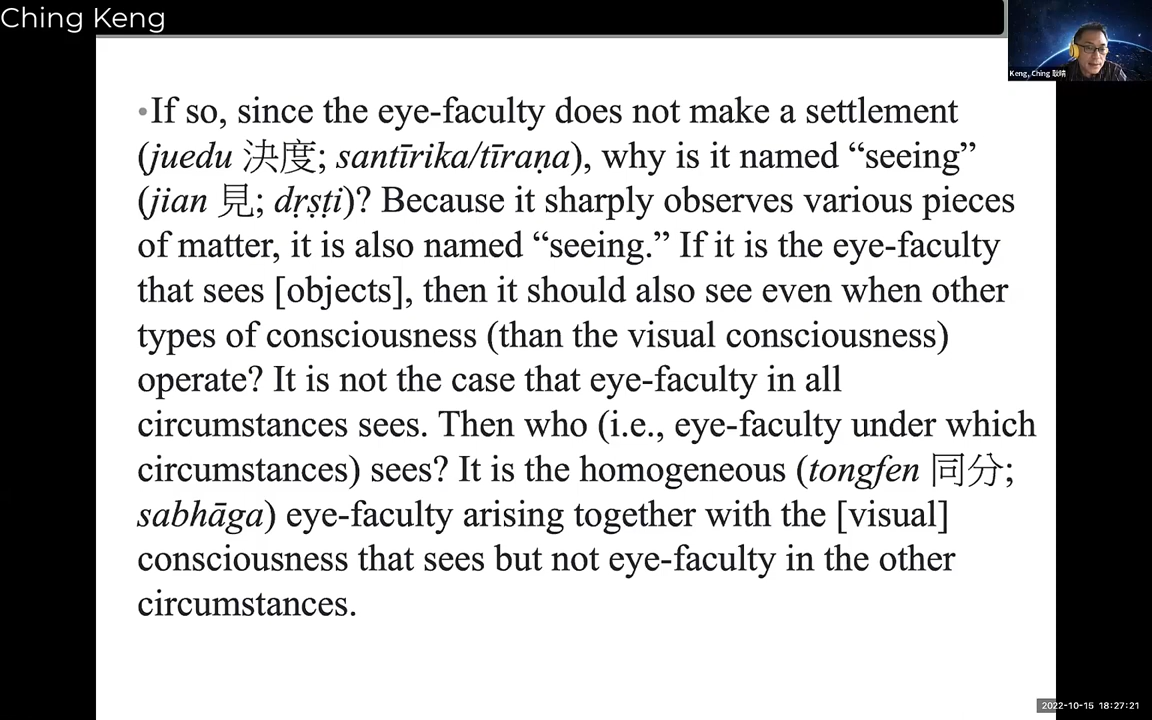 Ching Keng
Keng, Ching 耿晴
•If so, since the eye-faculty does not make a settlement
(juedu 決度; santīrika/tīraṇa), why is it named “seeing”
(jian 見; dṛṣṭi)? Because it sharply observes various pieces
of matter, it is also named “seeing.” If it is the eye-faculty
that sees [objects], then it should also see even when other
types of consciousness (than the visual consciousness)
operate? It is not the case that eye-faculty in all
circumstances sees. Then who (i.e., eye-faculty under which
circumstances) sees? It is the homogeneous (tongfen 同分;
sabhāga) eye-faculty arising together with the [visual]
consciousness that sees but not eye-faculty in the other
circumstances.
2022-10-15 18:27:21